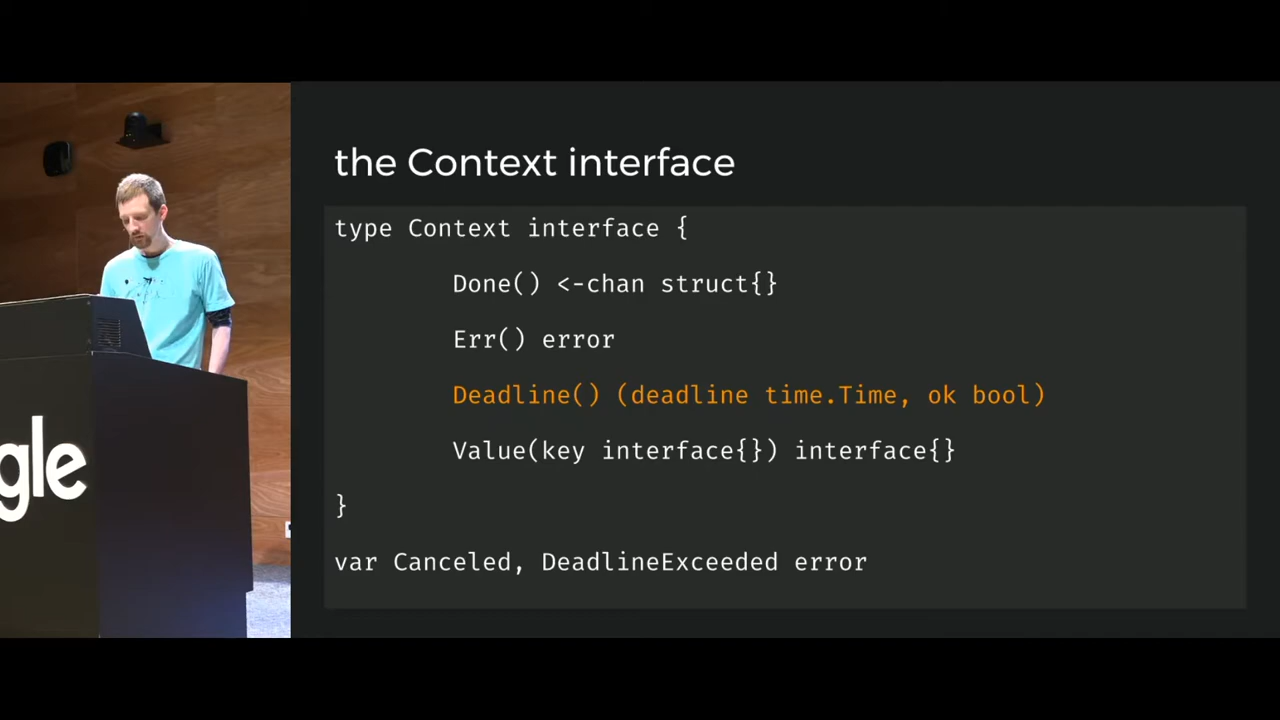 the Context interface
type Context interface {
Done() <-chan struct{}
Err() error
Deadline() (deadline time.Time, ok bool)
Value(key interface{}) interface{}
}
var Canceled, DeadlineExceeded error
gle